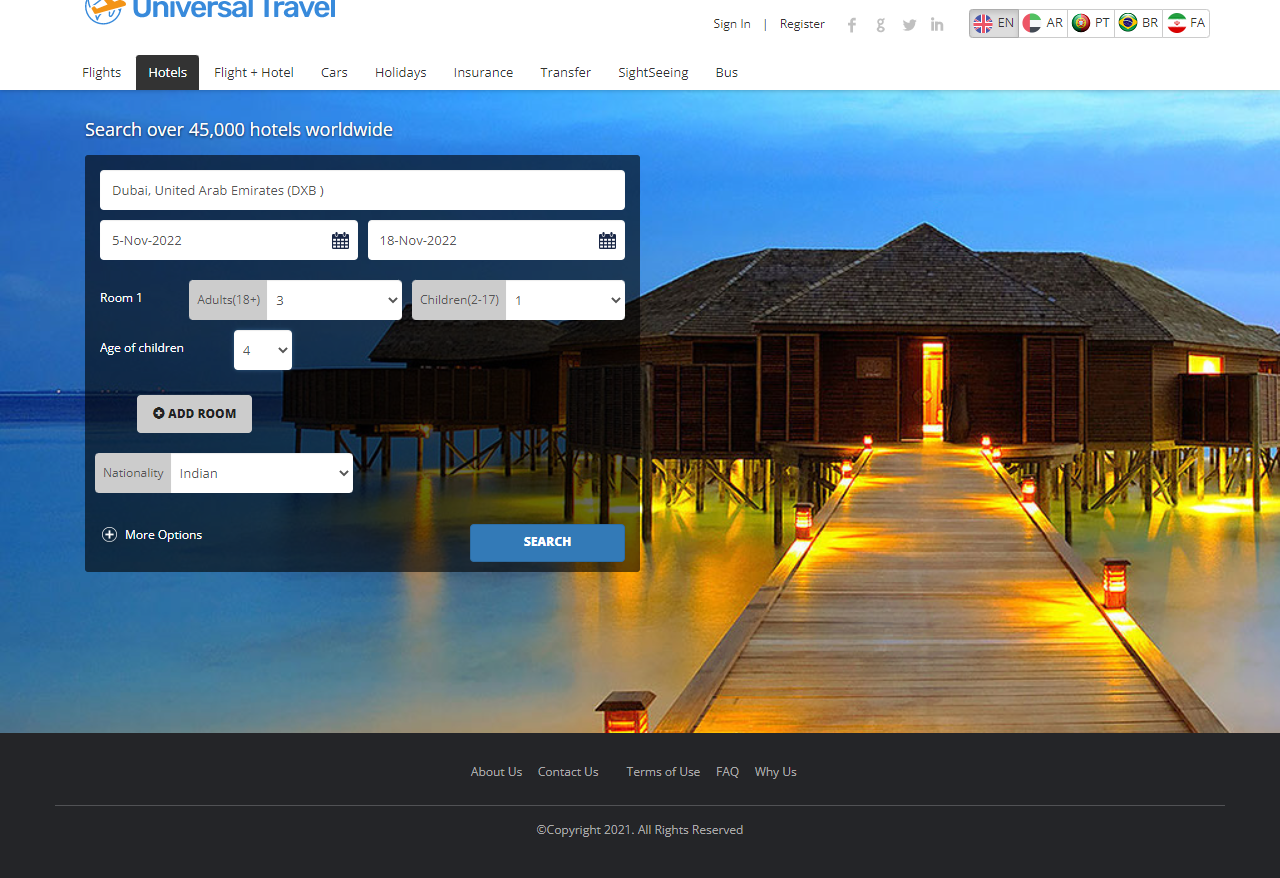 Universal Travel
Sign In | Register
EN AR PT BR FA
Flights Hotels Flight + Hotel Cars Holidays Insurance Transfer SightSeeing Bus
Search over 45,000 hotels worldwide
Dubai, United Arab Emirates (DXB )
5-Nov-2022 18-Nov-2022
Room 1 Adults(18+) 3 Children(2-17) 1
Age of children 4
ADD ROOM
Nationality Indian
More Options SEARCH
About Us Contact Us Terms of Use FAQ Why Us
©Copyright 2021. All Rights Reserved